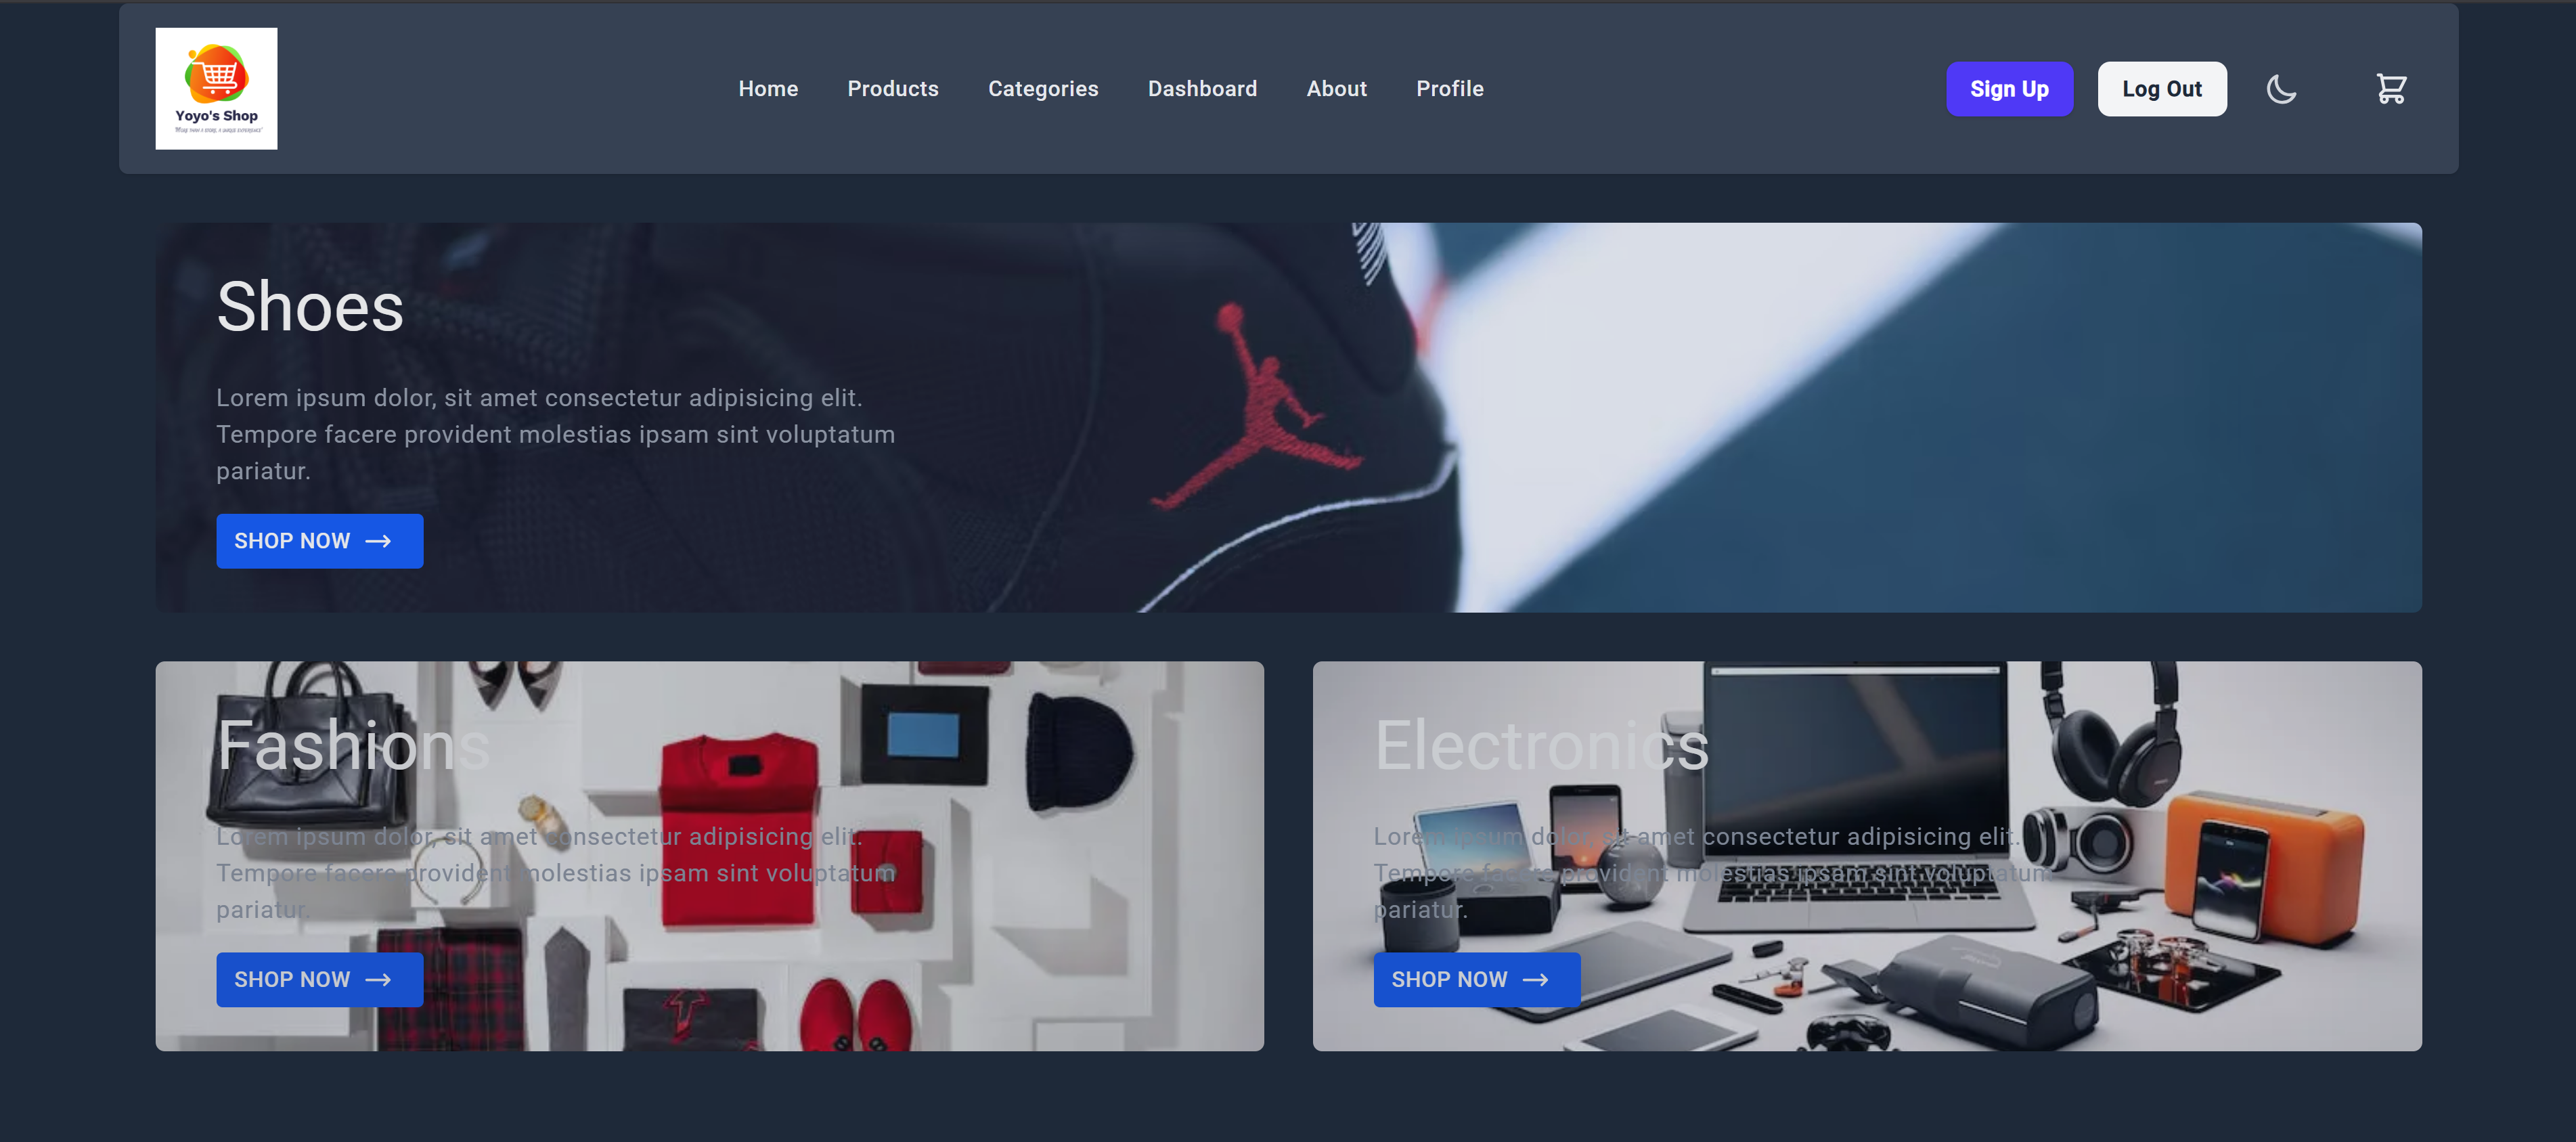 Yoyo's Shop
Home
Products
Categories
Dashboard
About
Profile
Sign Up
Log Out
Shoes
Lorem ipsum dolor, sit amet consectetur adipisicing elit.
Tempore facere provident molestias ipsam sint voluptatum
pariatur.
SHOP NOW
Fashions
Lorem ipsum dolor, sit amet consectetur adipisicing elit.
Tempore facere provident molestias ipsam sint voluptatum
pariatur.
SHOP NOW
Electronics
Lorem ipsum dolor, sit amet consectetur adipisicing elit.
Tempore facere provident molestias ipsam sint voluptatum
pariatur.
SHOP NOW